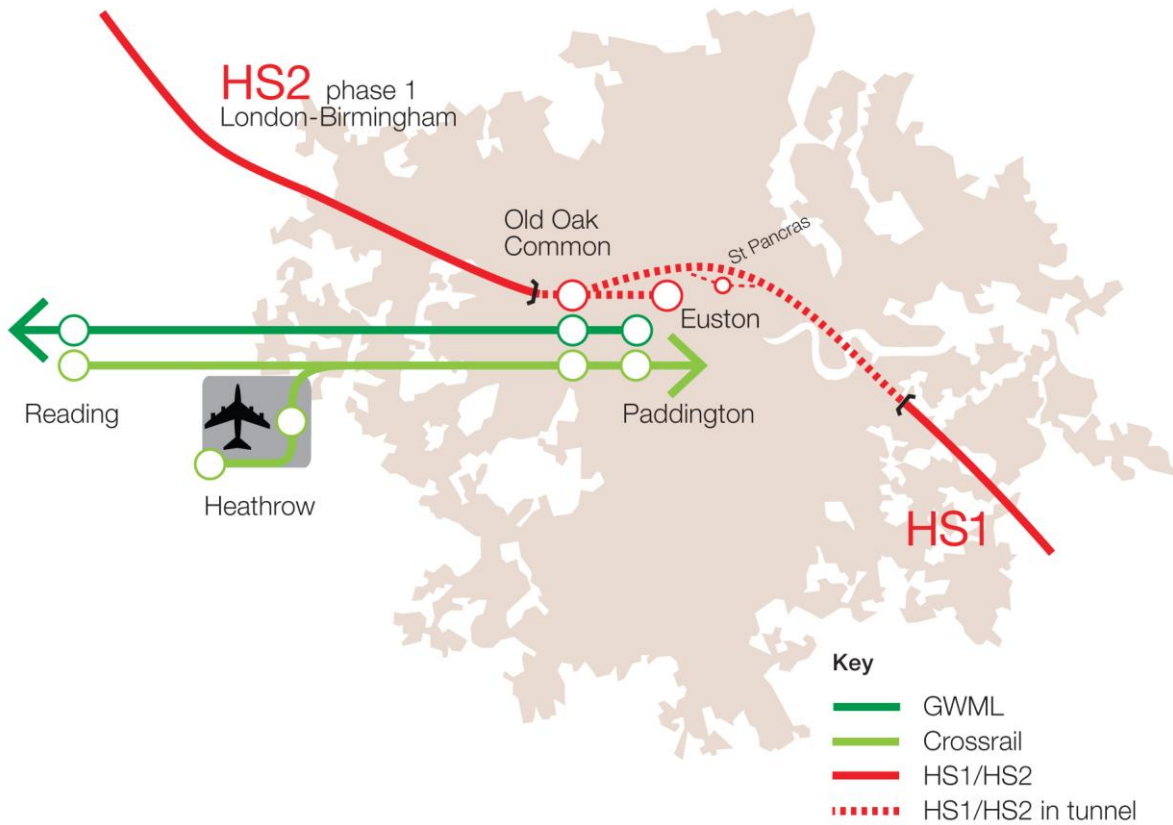 HS2 phase 1
London-Birmingham
Old Oak
Common
St Pancras
Euston
Reading
Paddington
Heathrow
HS1
Key
GWML
Crossrail
HS1/HS2
HS1/HS2 in tunnel